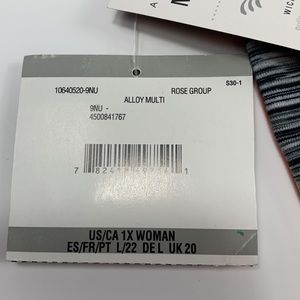 S30-1
10640520-9NU ROSE GROUP
ALLOY MULTI
9NU -
4500841767
US/CA 1X WOMAN
ES/FR/PT L/22 DE L UK 20